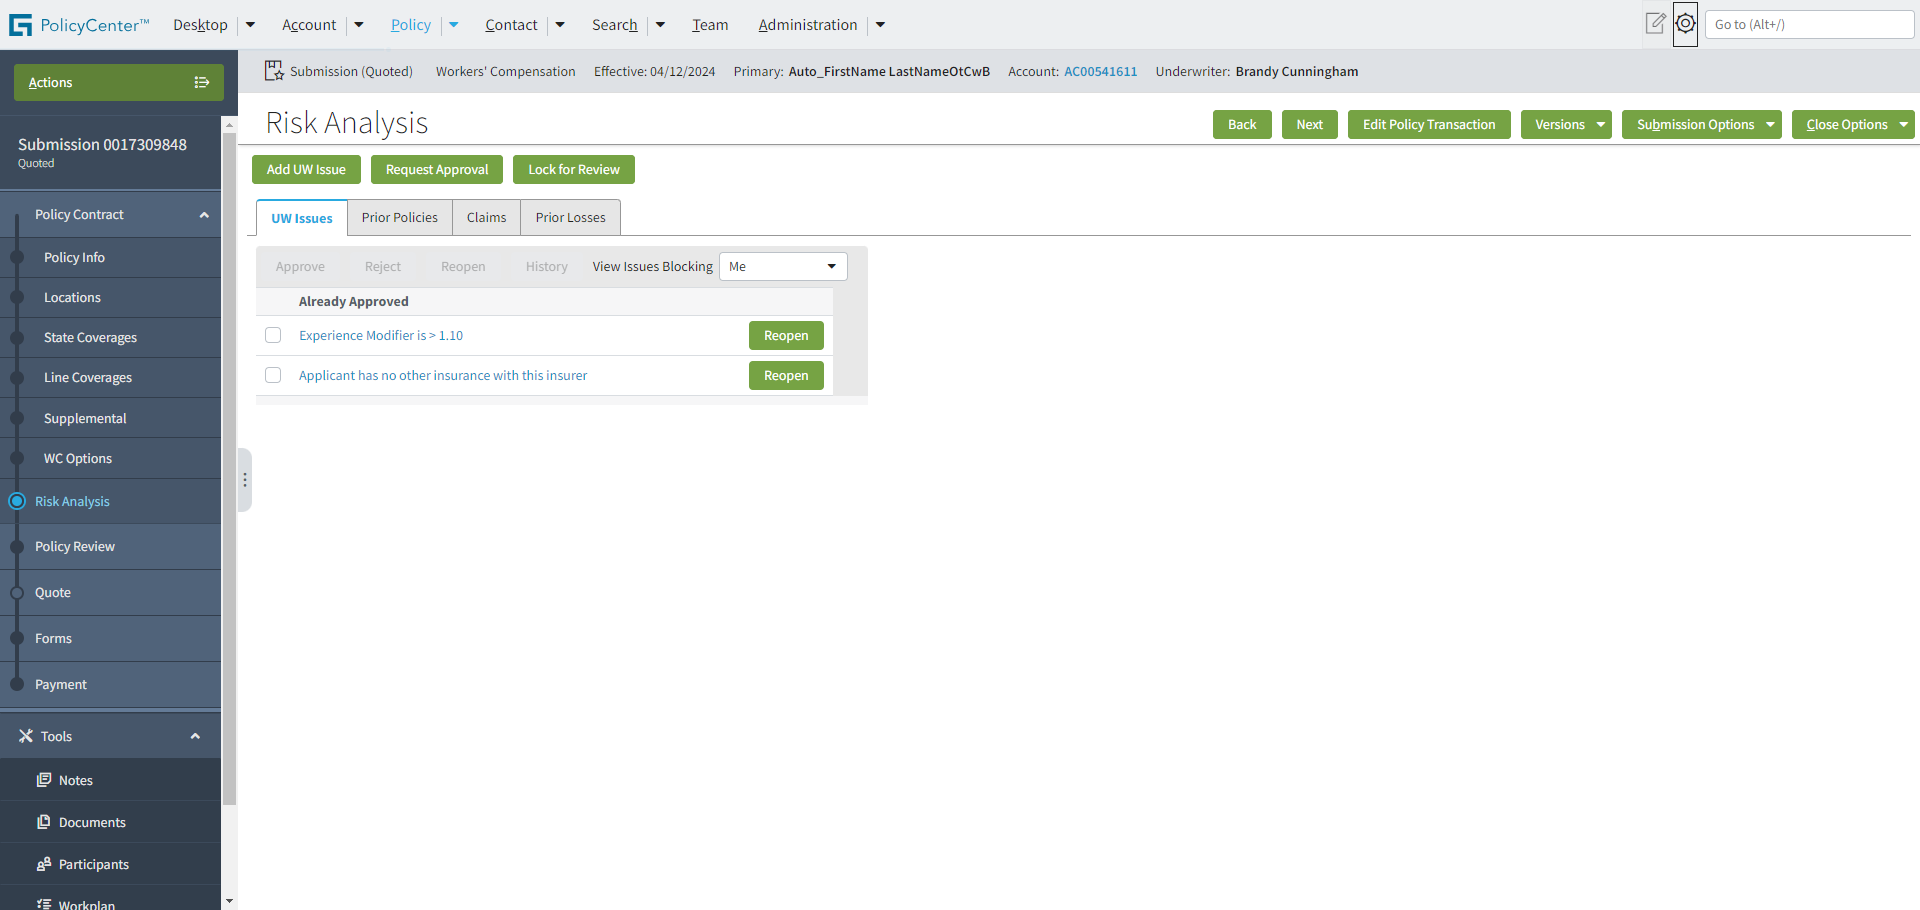 PolicyCenter™ Desktop Account Policy Contact Search Team Administration Go to (Alt+/)
Actions
Submission (Quoted) Workers' Compensation Effective: 04/12/2024 Primary: Auto_FirstName LastNameOtCwB Account: AC00541611 Underwriter: Brandy Cunningham
Submission 0017309848
Quoted
Risk Analysis
Back Next Edit Policy Transaction Versions Submission Options Close Options
Add UW Issue Request Approval Lock for Review
UW Issues Prior Policies Claims Prior Losses
Approve Reject Reopen History View Issues Blocking Me
Already Approved
Experience Modifier is > 1.10 Reopen
Applicant has no other insurance with this insurer Reopen
Policy Contract
Policy Info
Locations
State Coverages
Line Coverages
Supplemental
WC Options
Risk Analysis
Policy Review
Quote
Forms
Payment
Tools
Notes
Documents
Participants
Workplan